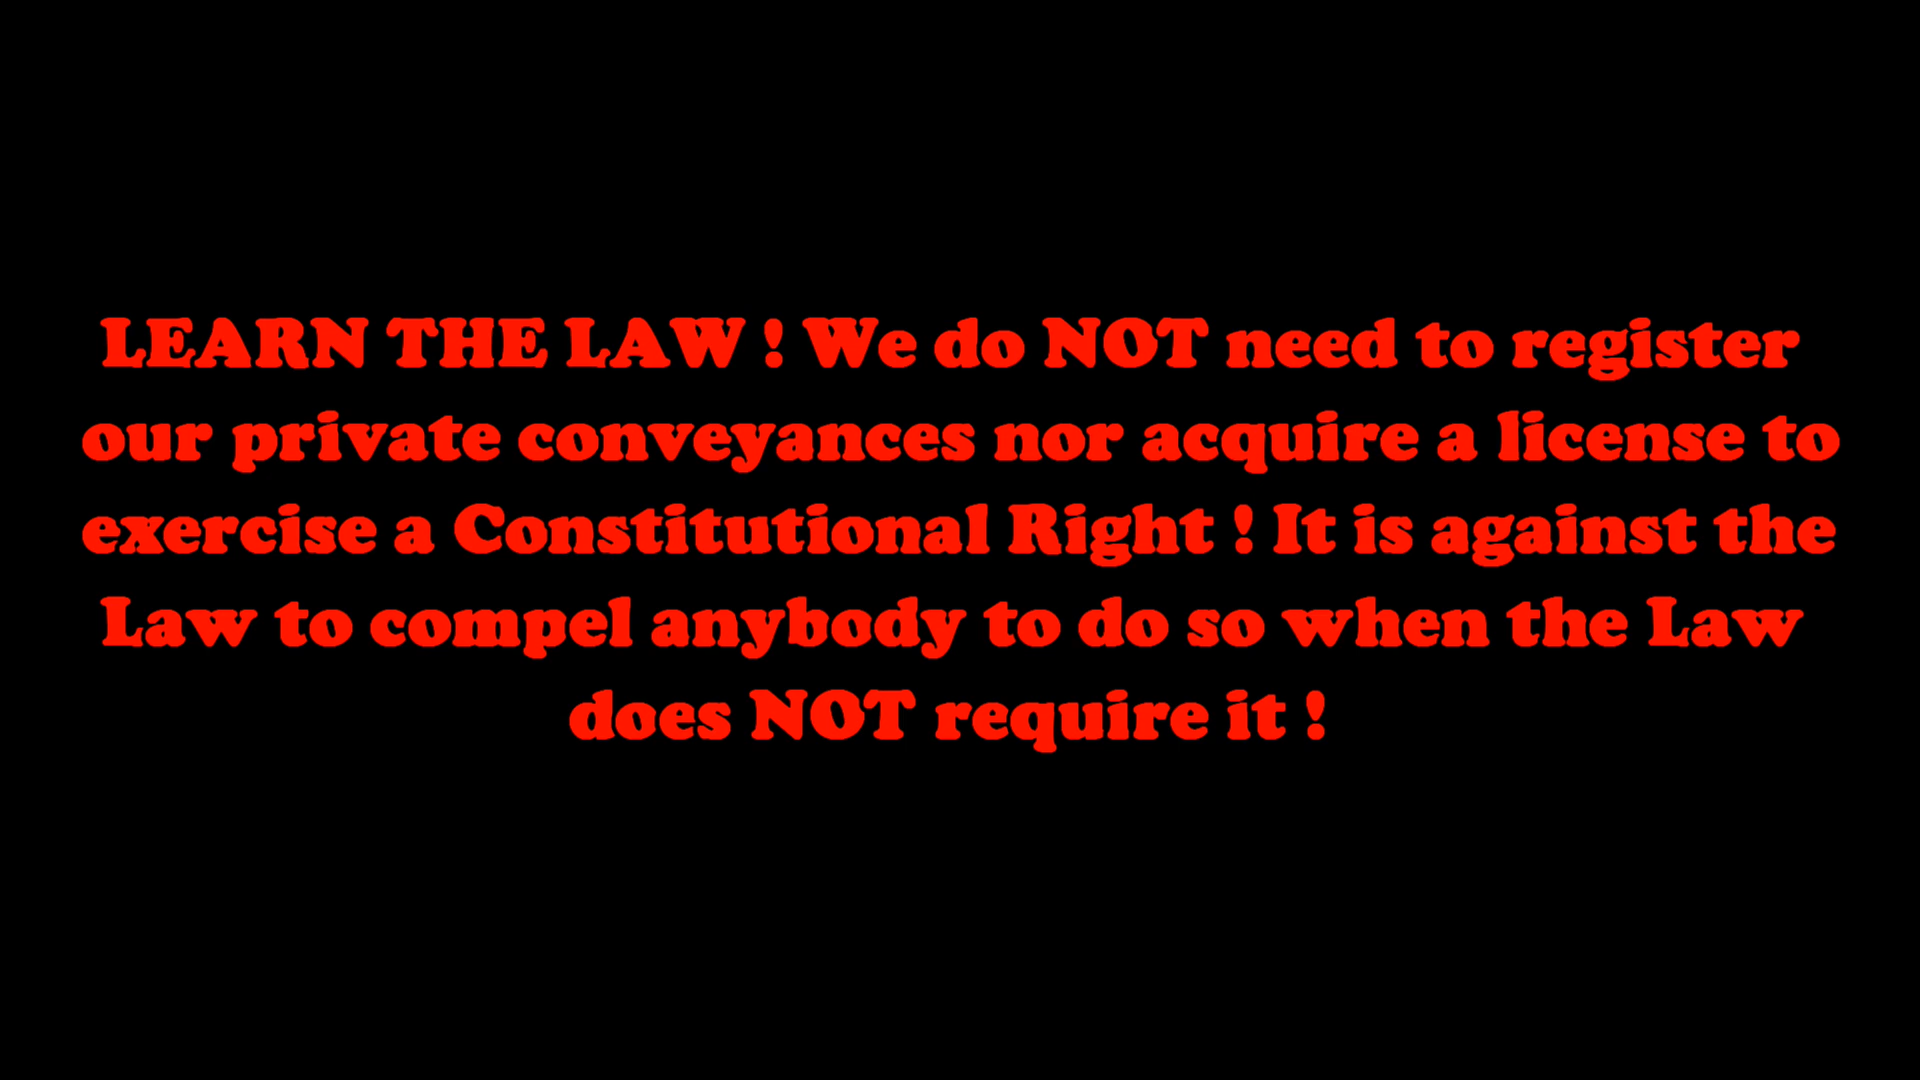 LEARN THE LAW ! We do NOT need to register
our private conveyances nor acquire a license to
exercise a Constitutional Right ! It is against the
Law to compel anybody to do so when the Law
does NOT require it !